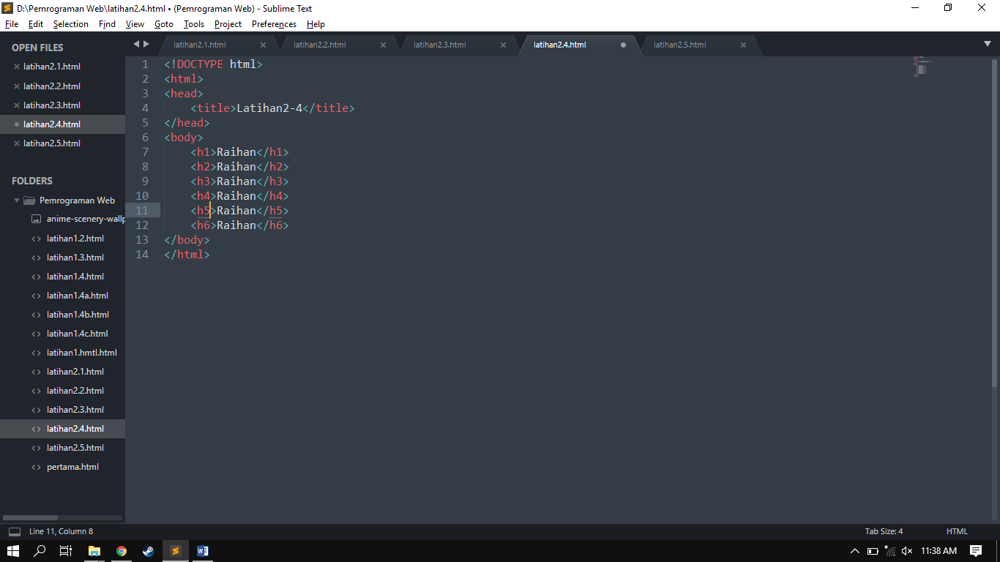 D:\Pemrograman Web\latihan2.4.html • (Pemrograman Web) - Sublime Text
File Edit Selection Find View Goto Tools Project Preferences Help
OPEN FILES
latihan2.1.html
latihan2.2.html
latihan2.3.html
latihan2.4.html
latihan2.5.html
FOLDERS
Pemrograman Web
anime-scenery-wallp
latihan1.2.html
latihan1.3.html
latihan1.4.html
latihan1.4a.html
latihan1.4b.html
latihan1.4c.html
latihan1.hmtl.html
latihan2.1.html
latihan2.2.html
latihan2.3.html
latihan2.4.html
latihan2.5.html
pertama.html
latihan2.1.html latihan2.2.html latihan2.3.html latihan2.4.html latihan2.5.html
1 <!DOCTYPE html>
2 <html>
3 <head>
4     <title>Latihan2-4</title>
5 </head>
6 <body>
7     <h1>Raihan</h1>
8     <h2>Raihan</h2>
9     <h3>Raihan</h3>
10     <h4>Raihan</h4>
11     <h5>Raihan</h5>
12     <h6>Raihan</h6>
13 </body>
14 </html>
Line 11, Column 8 Tab Size: 4 HTML
11:38 AM